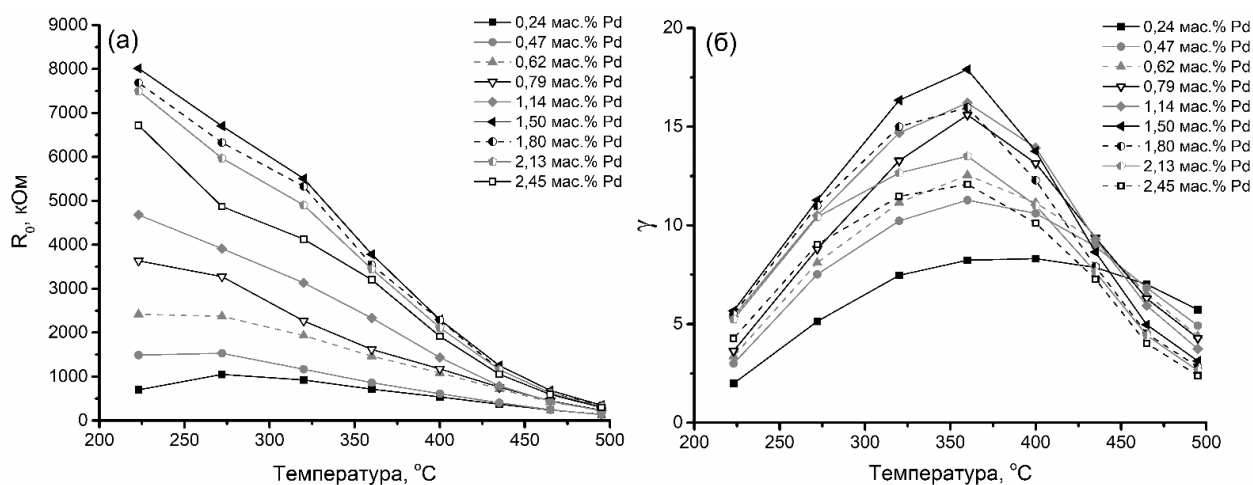 (а)
R₀, кОм
9000
8000
7000
6000
5000
4000
3000
2000
1000
0
200 250 300 350 400 450 500
Температура, °С
0,24 мас.% Pd
0,47 мас.% Pd
0,62 мас.% Pd
0,79 мас.% Pd
1,14 мас.% Pd
1,50 мас.% Pd
1,80 мас.% Pd
2,13 мас.% Pd
2,45 мас.% Pd
(б)
γ
20
15
10
5
0
200 250 300 350 400 450 500
Температура, °С
0,24 мас.% Pd
0,47 мас.% Pd
0,62 мас.% Pd
0,79 мас.% Pd
1,14 мас.% Pd
1,50 мас.% Pd
1,80 мас.% Pd
2,13 мас.% Pd
2,45 мас.% Pd